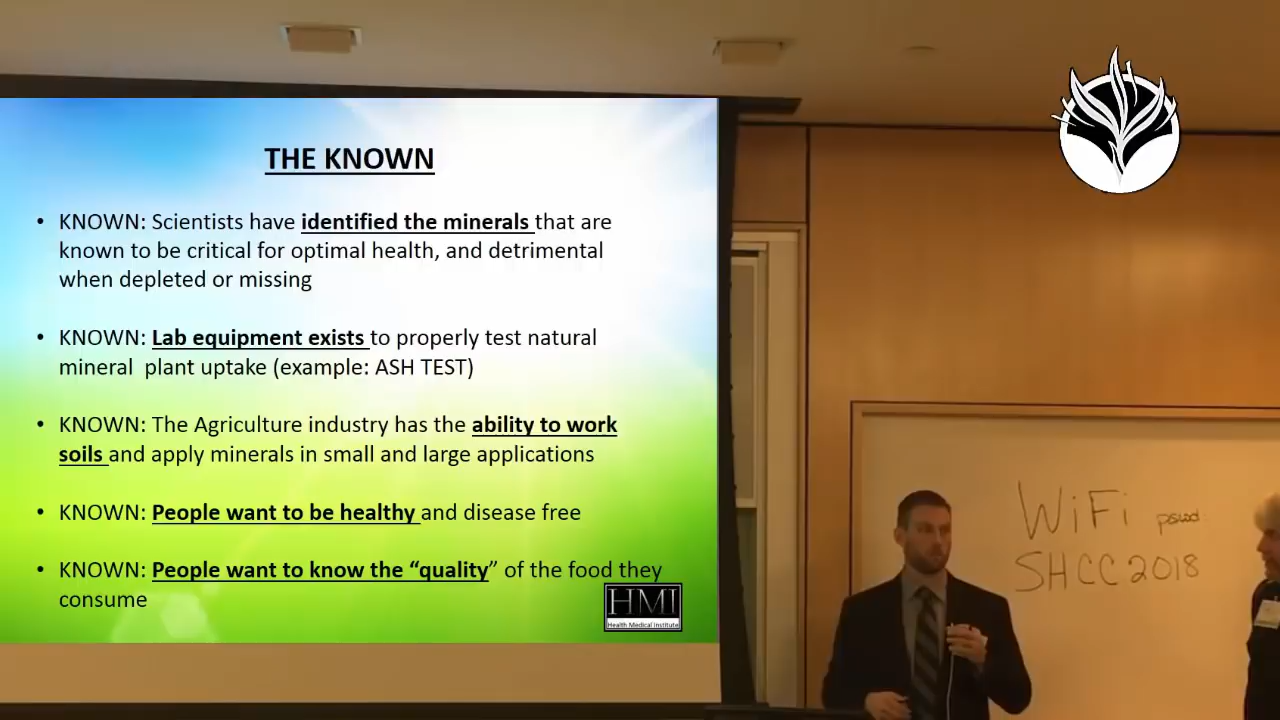 THE KNOWN
• KNOWN: Scientists have identified the minerals that are
known to be critical for optimal health, and detrimental
when depleted or missing
• KNOWN: Lab equipment exists to properly test natural
mineral plant uptake (example: ASH TEST)
• KNOWN: The Agriculture industry has the ability to work
soils and apply minerals in small and large applications
• KNOWN: People want to be healthy and disease free
• KNOWN: People want to know the “quality” of the food they
consume
HMI
Health Medical Institute
WiFi pswd
SHCC2018